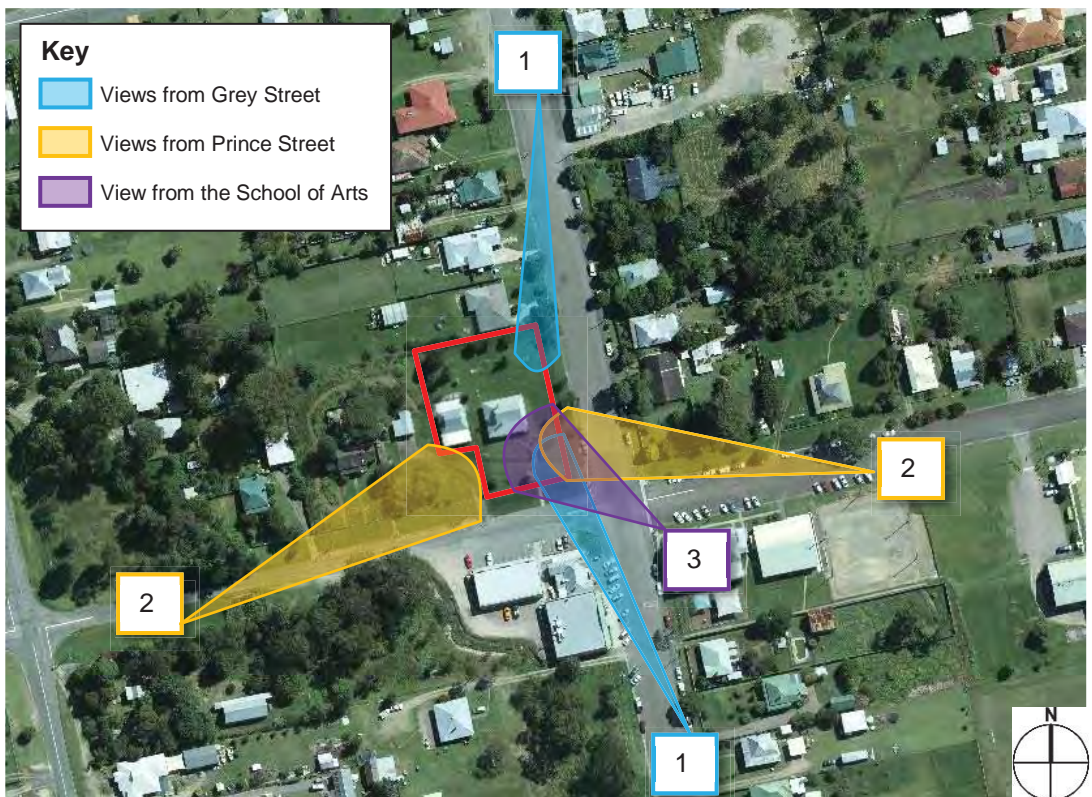 Key
Views from Grey Street
Views from Prince Street
View from the School of Arts
1
2
2
3
1
N